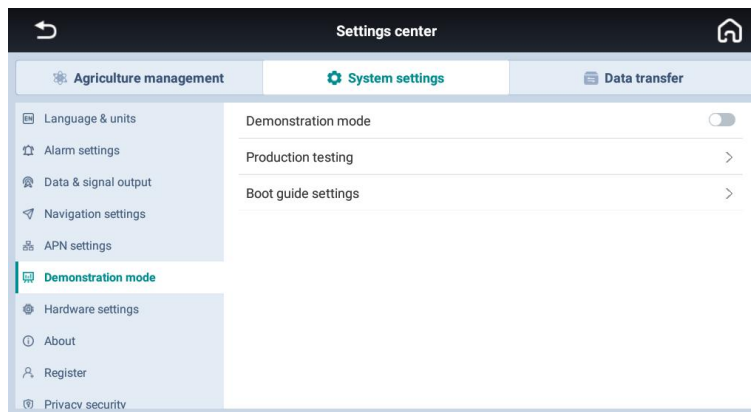 Settings center
Agriculture management
System settings
Data transfer
EN
Language & units
Alarm settings
Data & signal output
Navigation settings
APN settings
Demonstration mode
Hardware settings
About
Register
Privacy security
Demonstration mode
Production testing
Boot guide settings